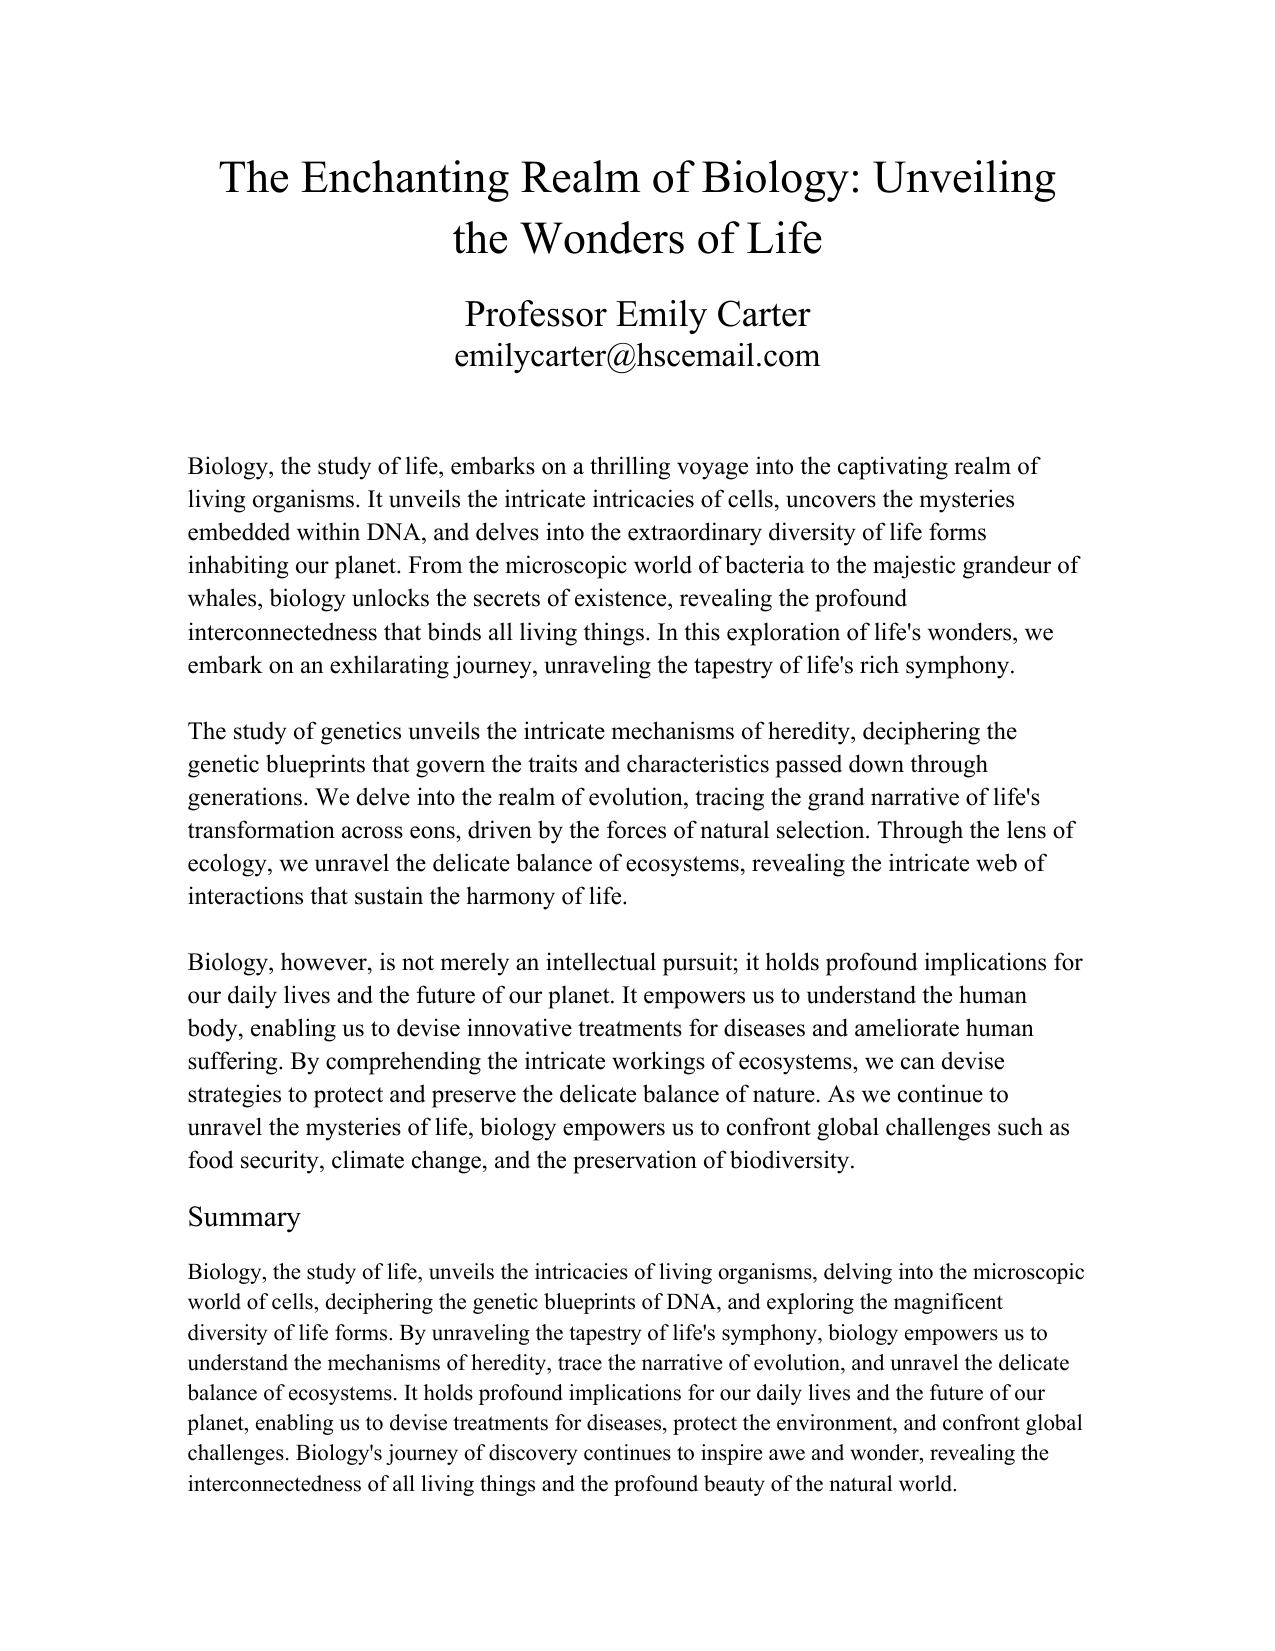 The Enchanting Realm of Biology: Unveiling
the Wonders of Life
Professor Emily Carter
emilycarter@hscemail.com
Biology, the study of life, embarks on a thrilling voyage into the captivating realm of
living organisms. It unveils the intricate intricacies of cells, uncovers the mysteries
embedded within DNA, and delves into the extraordinary diversity of life forms
inhabiting our planet. From the microscopic world of bacteria to the majestic grandeur of
whales, biology unlocks the secrets of existence, revealing the profound
interconnectedness that binds all living things. In this exploration of life's wonders, we
embark on an exhilarating journey, unraveling the tapestry of life's rich symphony.
The study of genetics unveils the intricate mechanisms of heredity, deciphering the
genetic blueprints that govern the traits and characteristics passed down through
generations. We delve into the realm of evolution, tracing the grand narrative of life's
transformation across eons, driven by the forces of natural selection. Through the lens of
ecology, we unravel the delicate balance of ecosystems, revealing the intricate web of
interactions that sustain the harmony of life.
Biology, however, is not merely an intellectual pursuit; it holds profound implications for
our daily lives and the future of our planet. It empowers us to understand the human
body, enabling us to devise innovative treatments for diseases and ameliorate human
suffering. By comprehending the intricate workings of ecosystems, we can devise
strategies to protect and preserve the delicate balance of nature. As we continue to
unravel the mysteries of life, biology empowers us to confront global challenges such as
food security, climate change, and the preservation of biodiversity.
Summary
Biology, the study of life, unveils the intricacies of living organisms, delving into the microscopic
world of cells, deciphering the genetic blueprints of DNA, and exploring the magnificent
diversity of life forms. By unraveling the tapestry of life's symphony, biology empowers us to
understand the mechanisms of heredity, trace the narrative of evolution, and unravel the delicate
balance of ecosystems. It holds profound implications for our daily lives and the future of our
planet, enabling us to devise treatments for diseases, protect the environment, and confront global
challenges. Biology's journey of discovery continues to inspire awe and wonder, revealing the
interconnectedness of all living things and the profound beauty of the natural world.